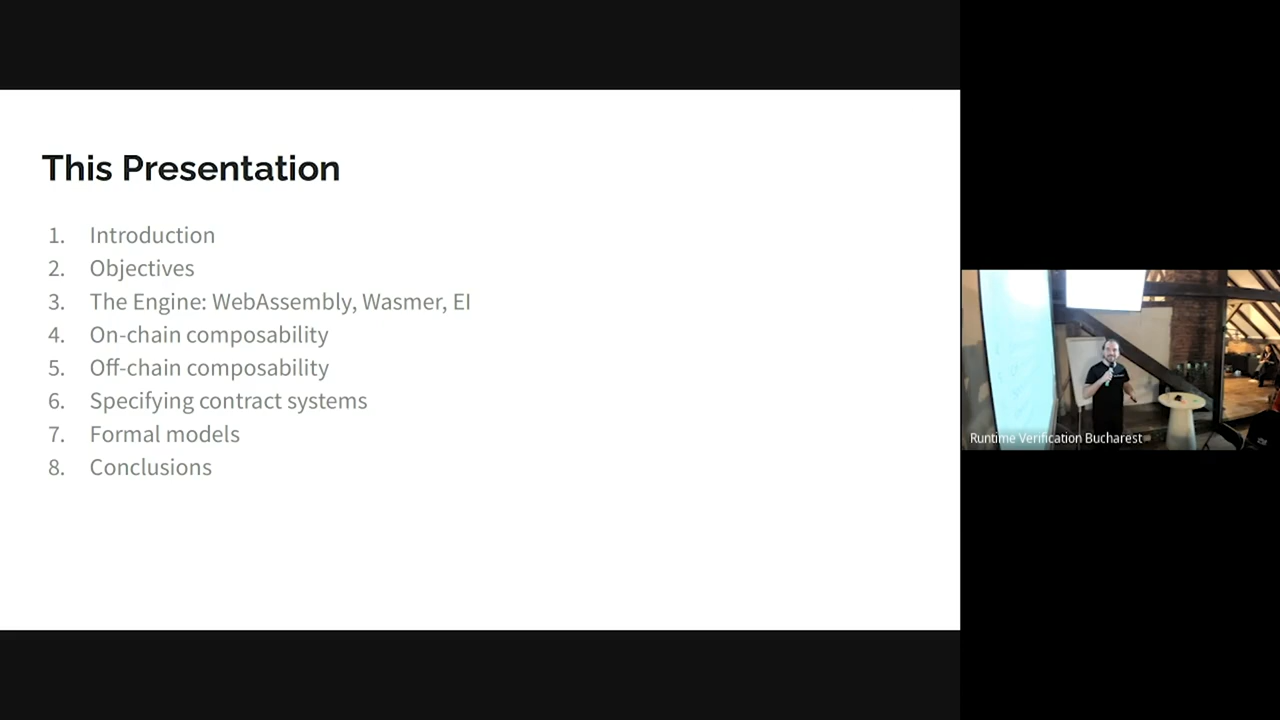 This Presentation
1. Introduction
2. Objectives
3. The Engine: WebAssembly, Wasmer, EI
4. On-chain composability
5. Off-chain composability
6. Specifying contract systems
7. Formal models
8. Conclusions
Runtime Verification Bucharest